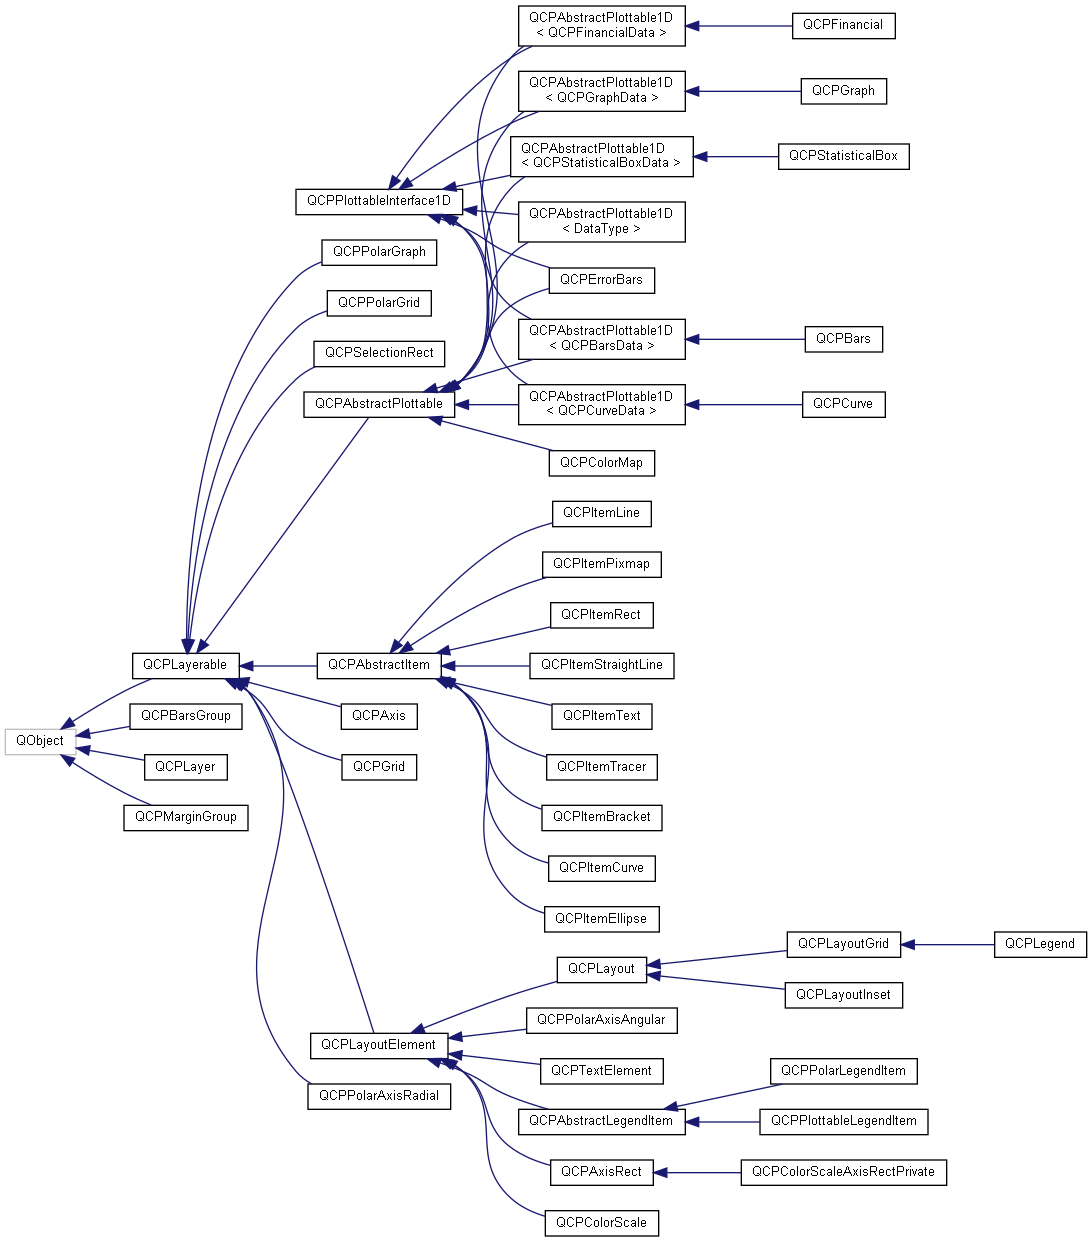 QCPAbstractPlottable1D
< QCPFinancialData >
QCPFinancial
QCPAbstractPlottable1D
< QCPGraphData >
QCPGraph
QCPAbstractPlottable1D
< QCPStatisticalBoxData >
QCPStatisticalBox
QCPPlottableInterface1D
QCPAbstractPlottable1D
< DataType >
QCPPolarGraph
QCPErrorBars
QCPPolarGrid
QCPAbstractPlottable1D
< QCPBarsData >
QCPBars
QCPSelectionRect
QCPAbstractPlottable
QCPAbstractPlottable1D
< QCPCurveData >
QCPCurve
QCPColorMap
QCPItemLine
QCPItemPixmap
QCPItemRect
QCPLayerable
QCPAbstractItem
QCPItemStraightLine
QCPBarsGroup
QCPAxis
QCPItemText
QObject
QCPLayer
QCPGrid
QCPItemTracer
QCPMarginGroup
QCPItemBracket
QCPItemCurve
QCPItemEllipse
QCPLayoutGrid
QCPLegend
QCPLayout
QCPLayoutInset
QCPPolarAxisAngular
QCPLayoutElement
QCPTextElement
QCPPolarLegendItem
QCPPolarAxisRadial
QCPAbstractLegendItem
QCPPlottableLegendItem
QCPAxisRect
QCPColorScaleAxisRectPrivate
QCPColorScale